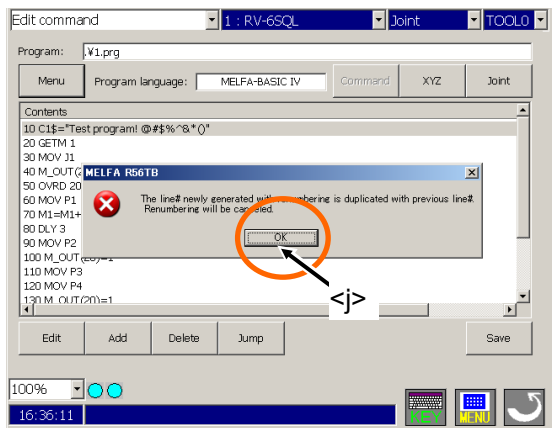 Edit command 1 : RV-6SQL Joint TOOL0
Program: .¥1.prg
Menu Program language: MELFA-BASIC IV Command XYZ Joint
Contents
10 C1$="Test program! @#$%^&*()"
20 GETM 1
30 MOV J1
40 M_OUT(2
50 OVRD 20
60 MOV P1
70 M1=M1+
80 DLY 3
90 MOV P2
100 M_OUT(20)=1
110 MOV P3
120 MOV P4
130 M_OUT(20)=1
MELFA R56TB
The line# newly generated with renumbering is duplicated with previous line#.
Renumbering will be canceled.
OK
<j>
Edit Add Delete Jump Save
100%
16:36:11
KEY MENU